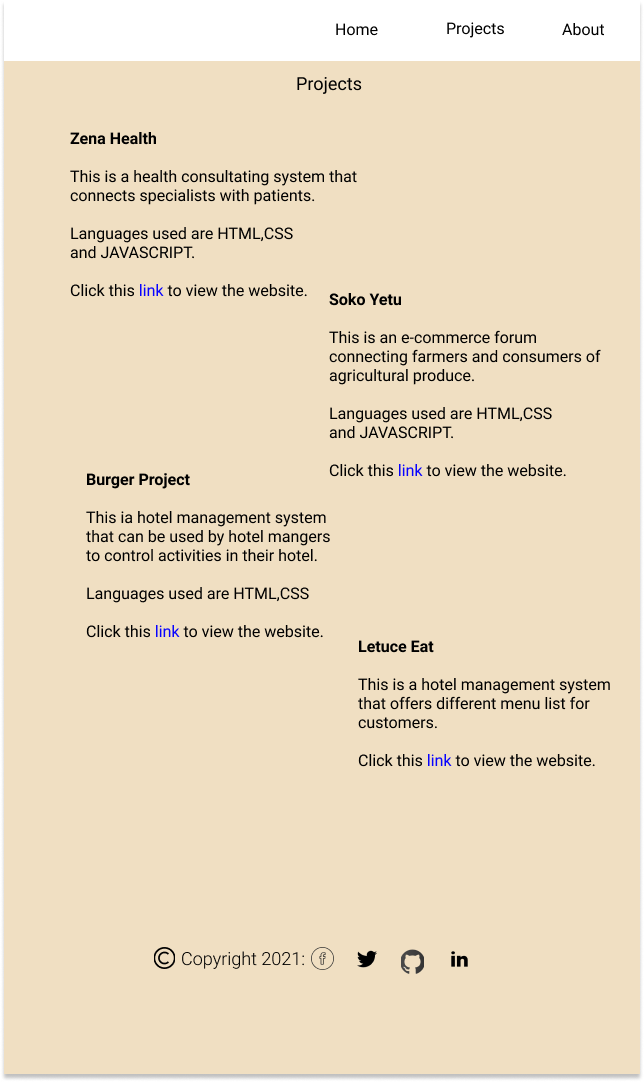 Home Projects About
Projects
Zena Health
This is a health consultating system that
connects specialists with patients.
Languages used are HTML,CSS
and JAVASCRIPT.
Click this link to view the website.
Soko Yetu
This is an e-commerce forum
connecting farmers and consumers of
agricultural produce.
Languages used are HTML,CSS
and JAVASCRIPT.
Click this link to view the website.
Burger Project
This ia hotel management system
that can be used by hotel mangers
to control activities in their hotel.
Languages used are HTML,CSS
Click this link to view the website.
Letuce Eat
This is a hotel management system
that offers different menu list for
customers.
Click this link to view the website.
© Copyright 2021: